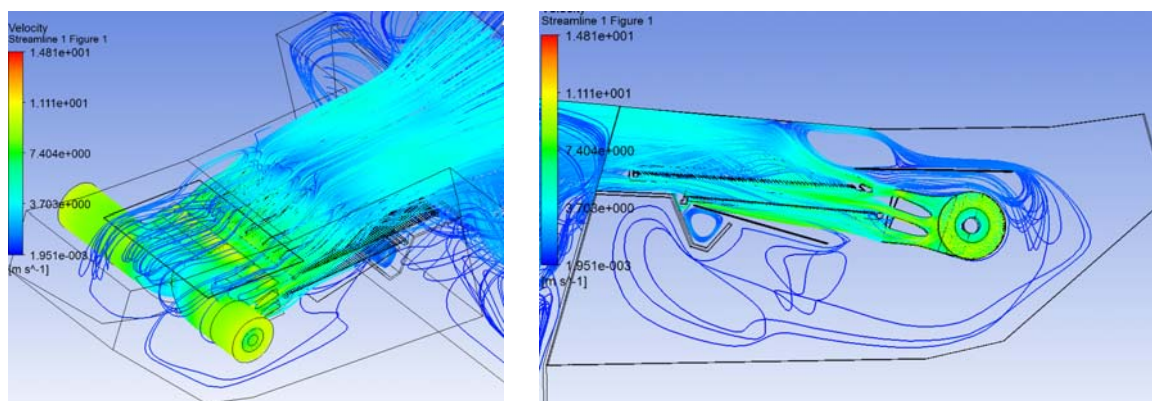 Velocity
Streamline 1 Figure 1
1.481e+001
1.111e+001
7.404e+000
3.703e+000
1.951e-003
[m s^-1]
Velocity
Streamline 1 Figure 1
1.481e+001
1.111e+001
7.404e+000
3.703e+000
1.951e-003
[m s^-1]